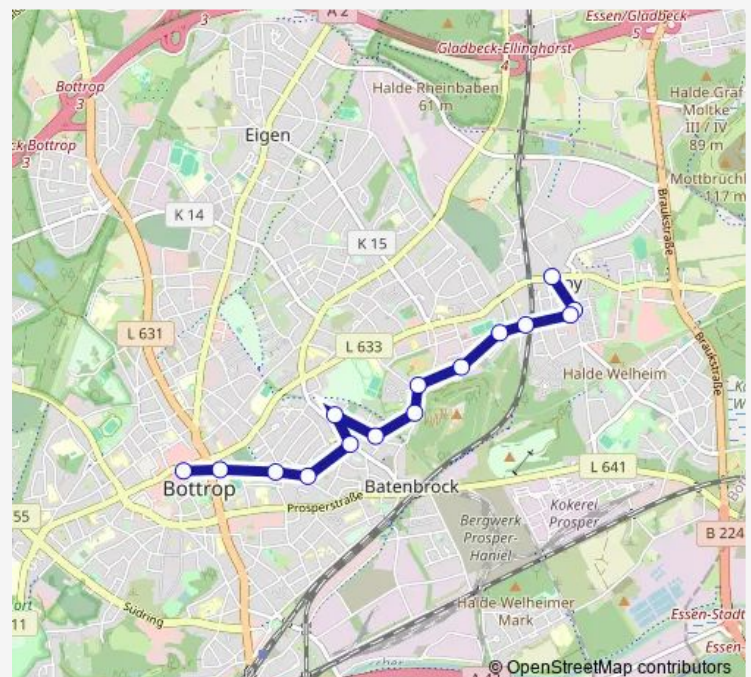 3
A 2
Essen/Gladbeck
5
Gladbeck-Ellinghorst
4
Bottrop
3
Halde Rheinbaben
61 m
Halde Graf
Moltke
III / IV
89 m
Eigen
Bottrop
3
Mottbruch
117 m
K 14
Braukstraße
K 15
L 631
L 633
Halde Welheim
Braukstraße
Bottrop
Batenbrock
L 641
Prosperstraße
55
Bergwerk
Prosper-
Haniel
Kokerei
Prosper
B 224
Südring
11
Halde Welheimer
Mark
Essen-
© OpenStreetMap contributors